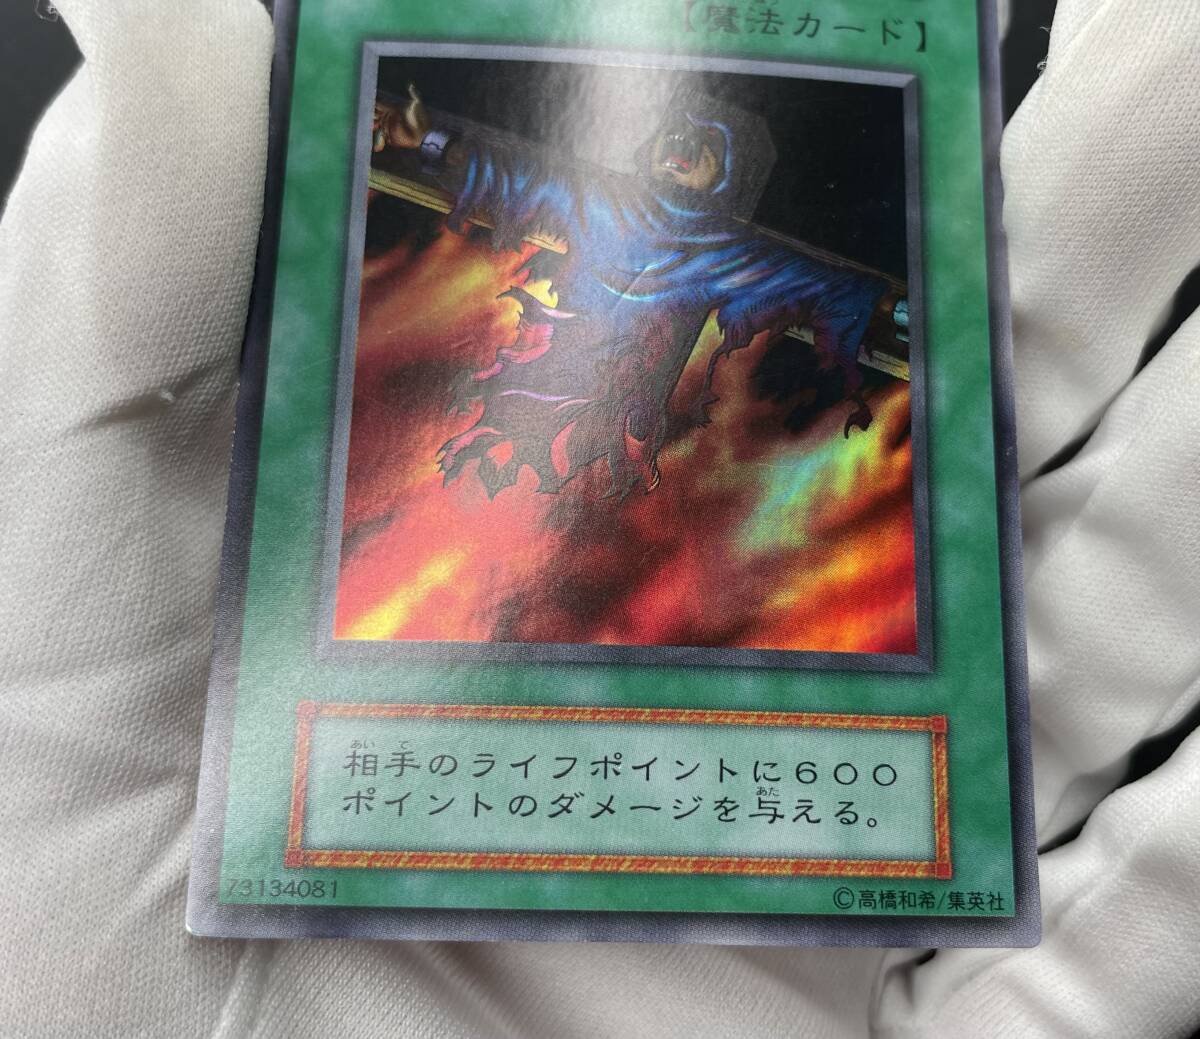 【魔法カード】
相手のライフポイントに６００
ポイントのダメージを与える。
73134081
©高橋和希/集英社